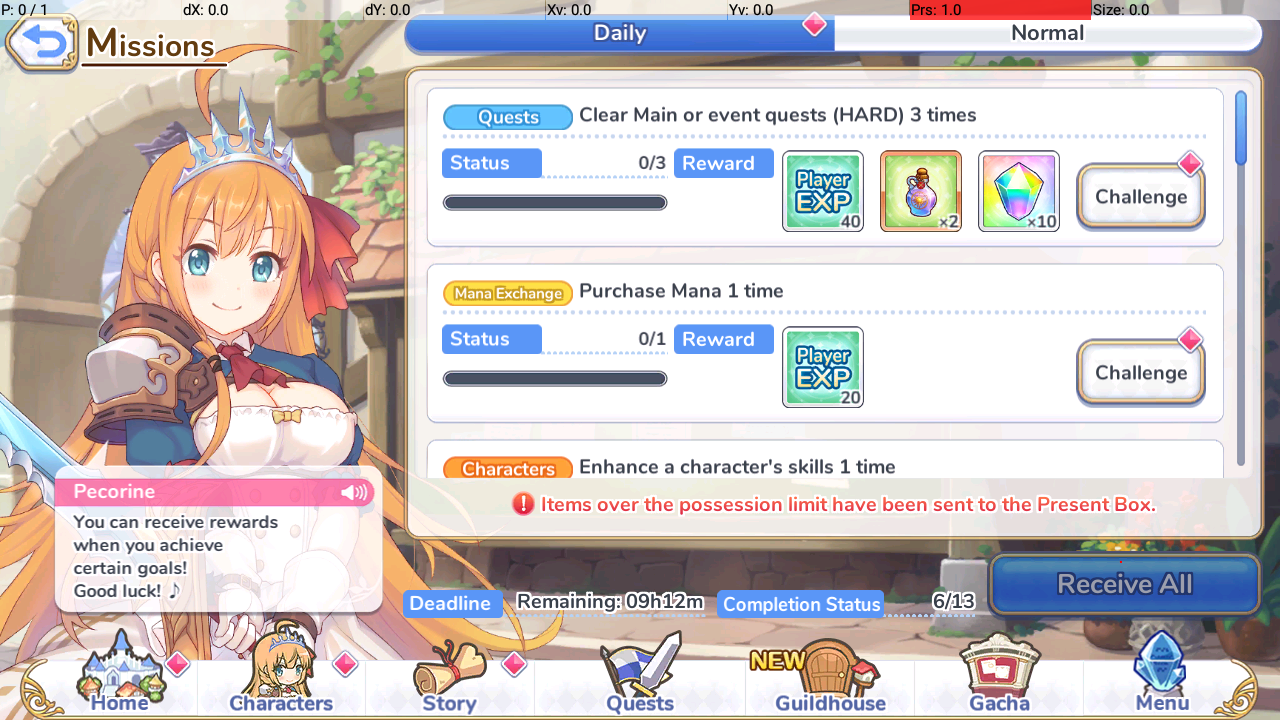 P: 0 / 1 dX: 0.0 dY: 0.0 Xv: 0.0 Yv: 0.0 Prs: 1.0 Size: 0.0
Missions
Daily
Normal
Quests Clear Main or event quests (HARD) 3 times
Status 0/3 Reward
Player EXP 40
×2
×10
Challenge
Mana Exchange Purchase Mana 1 time
Status 0/1 Reward
Player EXP 20
Challenge
Characters Enhance a character's skills 1 time
! Items over the possession limit have been sent to the Present Box.
Pecorine
You can receive rewards
when you achieve
certain goals!
Good luck! ♪
Receive All
Deadline Remaining: 09h12m Completion Status 6/13
NEW
Home Characters Story Quests Guildhouse Gacha Menu